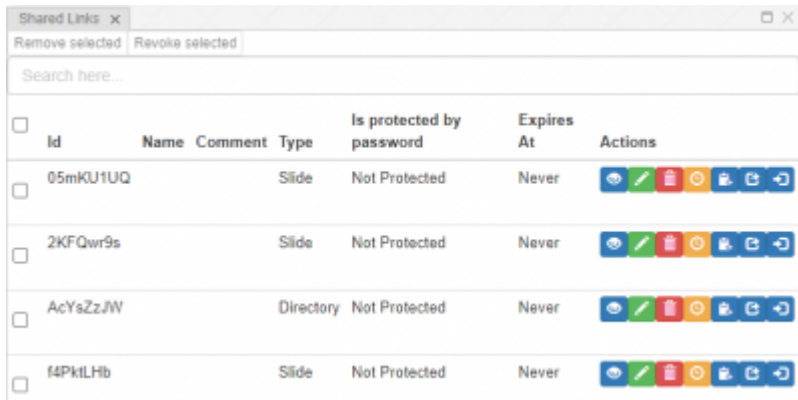 Shared Links x
Remove selected Revoke selected
Search here...
Id Name Comment Type Is protected by password Expires At Actions
05mKU1UQ Slide Not Protected Never
2KFQwr9s Slide Not Protected Never
AcYsZzJW Directory Not Protected Never
f4PktLHb Slide Not Protected Never